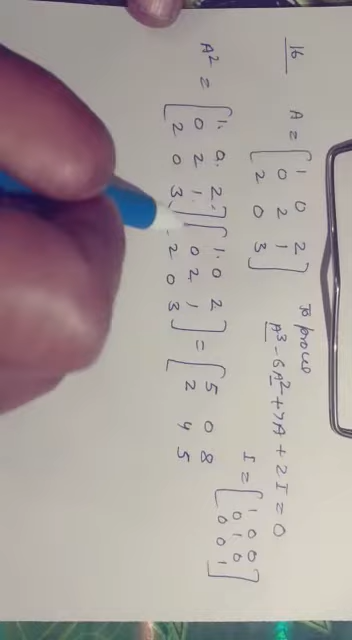 16 A = [1 0 2
0 2 1
2 0 3]
To prove
A³ - 6A² + 7A + 2I = 0
I = [1 0 0
0 1 0
0 0 1]
A² = [1 0 2
0 2 1
2 0 3] [1 0 2
0 2 1
2 0 3] = [5 0 8
2 4 5